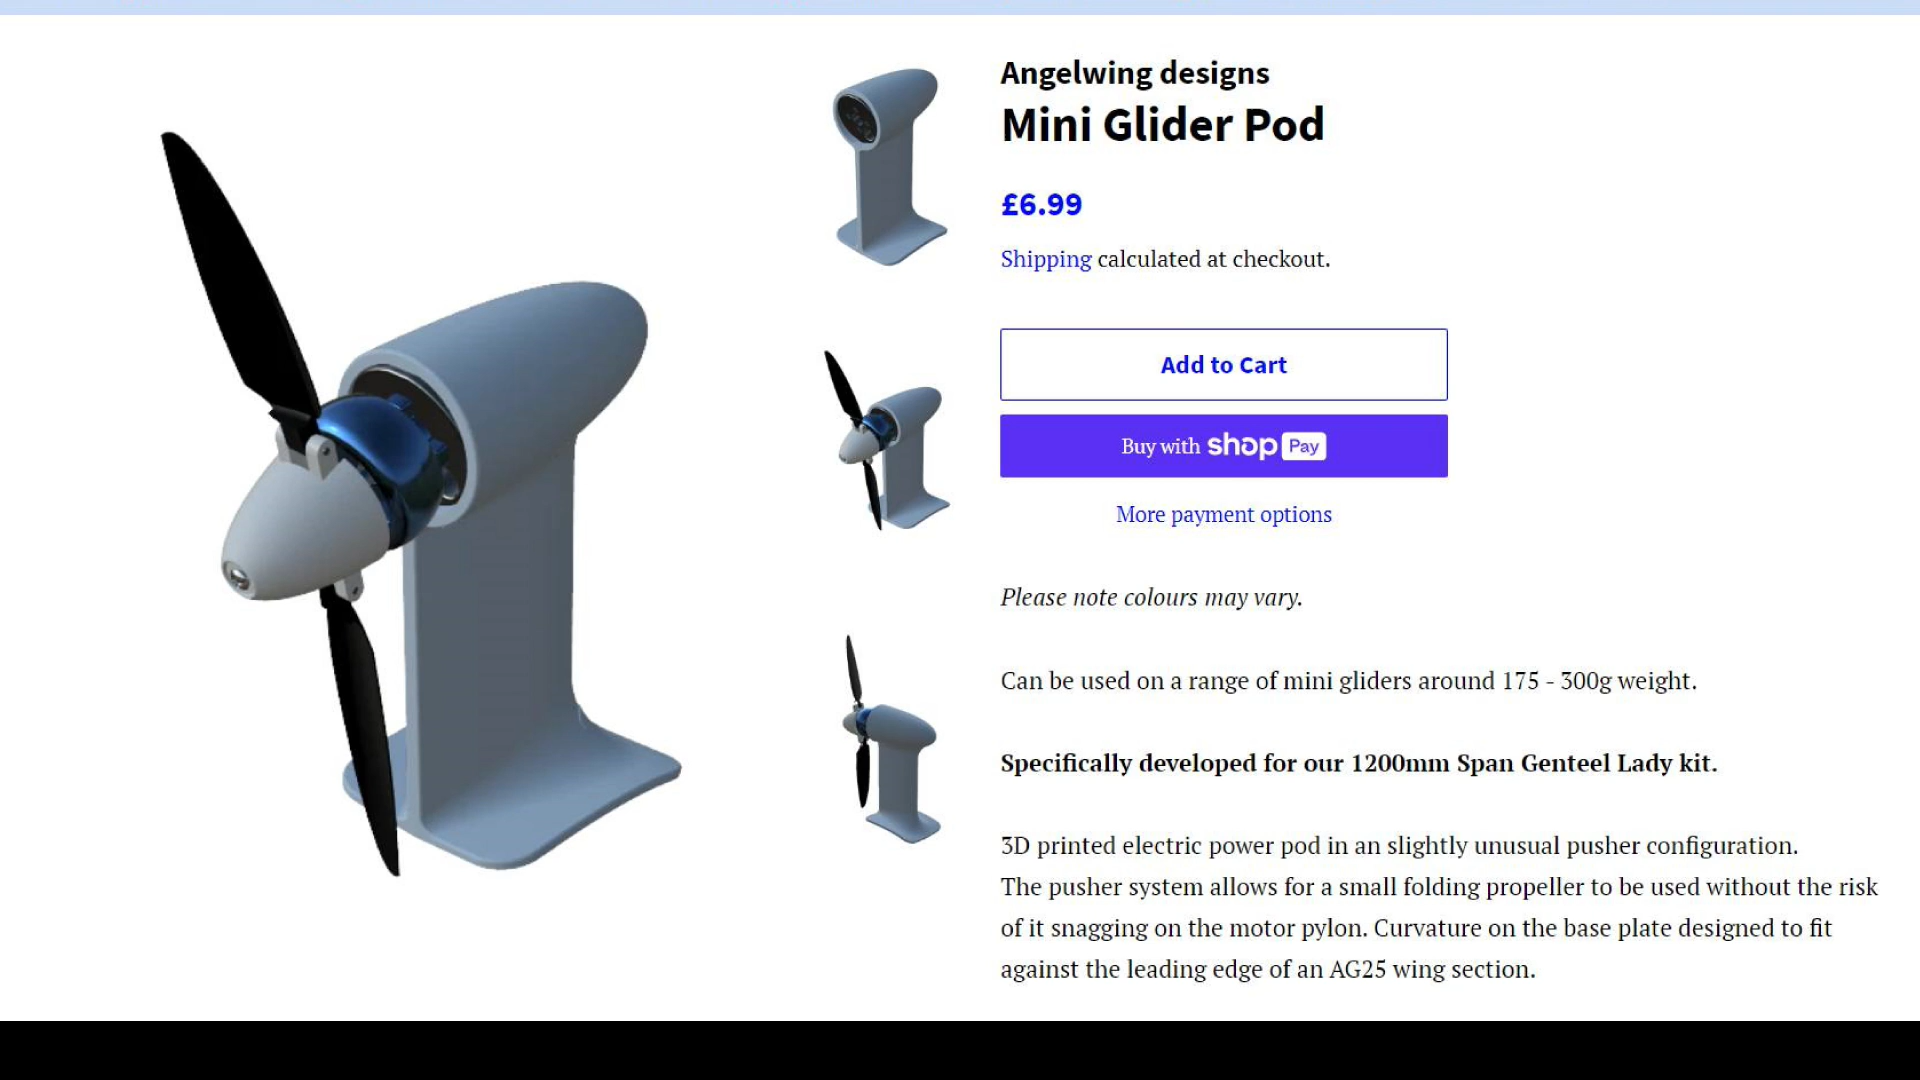 Angelwing designs
Mini Glider Pod
£6.99
Shipping calculated at checkout.
Add to Cart
Buy with shop Pay
More payment options
Please note colours may vary.
Can be used on a range of mini gliders around 175 - 300g weight.
Specifically developed for our 1200mm Span Genteel Lady kit.
3D printed electric power pod in an slightly unusual pusher configuration.
The pusher system allows for a small folding propeller to be used without the risk
of it snagging on the motor pylon. Curvature on the base plate designed to fit
against the leading edge of an AG25 wing section.